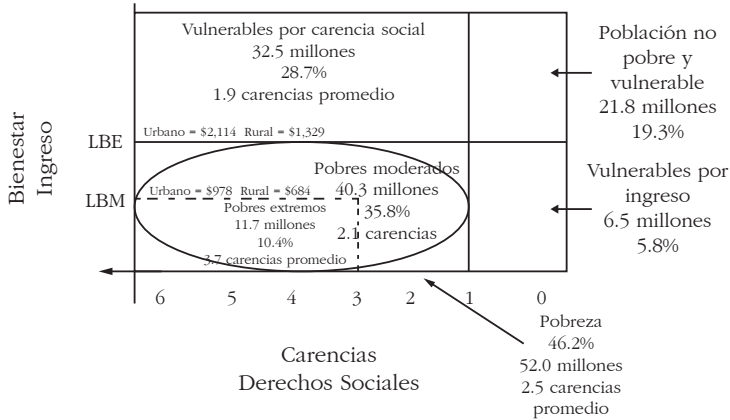 Vulnerables por carencia social
32.5 millones
28.7%
1.9 carencias promedio
Población no
pobre y
vulnerable
21.8 millones
19.3%
Bienestar
Ingreso
LBE
Urbano = $2,114 Rural = $1,329
LBM
Urbano = $978 Rural = $684
Pobres moderados
40.3 millones
35.8%
2.1 carencias
Pobres extremos
11.7 millones
10.4%
3.7 carencias promedio
Vulnerables por
ingreso
6.5 millones
5.8%
6 5 4 3 2 1 0
Carencias
Derechos Sociales
Pobreza
46.2%
52.0 millones
2.5 carencias
promedio